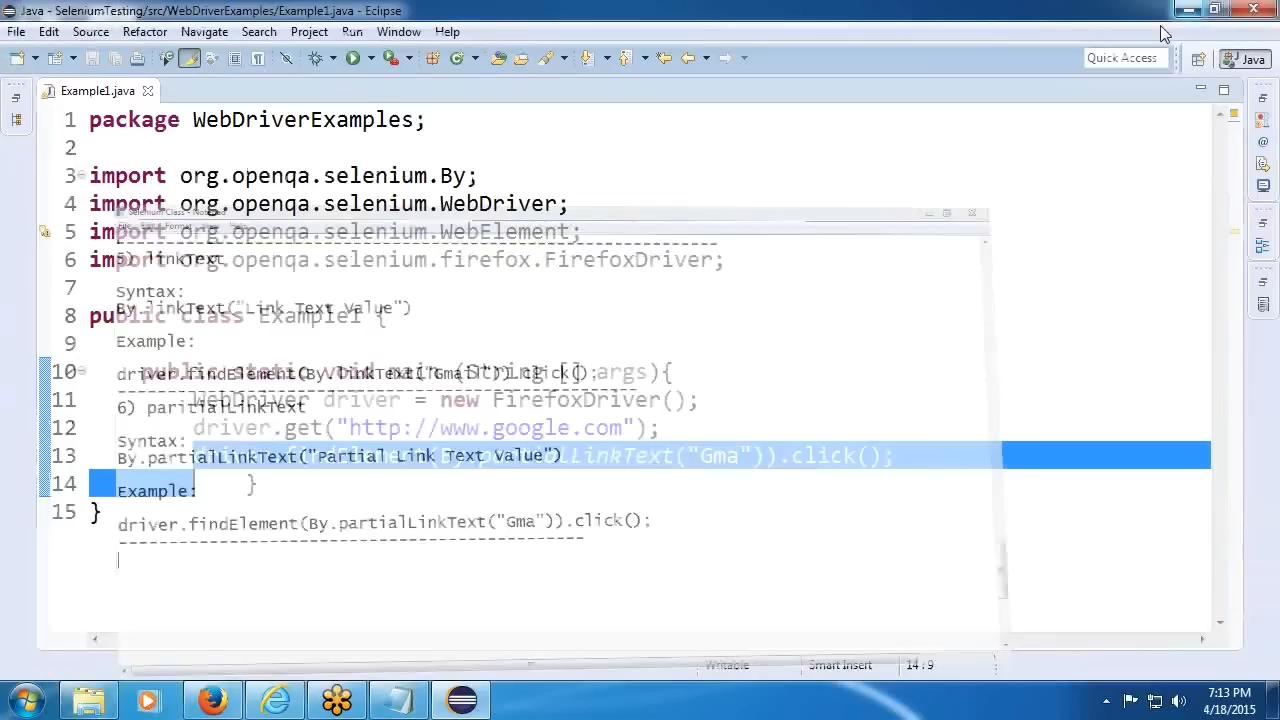 Java - SeleniumTesting/src/WebDriverExamples/Example1.java - Eclipse
File Edit Source Refactor Navigate Search Project Run Window Help
Quick Access
Java
Example1.java
1 package WebDriverExamples;
2
3 import org.openqa.selenium.By;
4 import org.openqa.selenium.WebDriver;
Selenium Class - Notepad
File Format
5 import org.openqa.selenium.WebElement;
5) linkText
6 import org.openqa.selenium.firefox.FirefoxDriver;
7
Syntax:
By.linkText("Link Text Value")
8 public class Example1 {
9
Example:
10 public static void main (String [] args){
driver.findElement(By.linkText("Gmail")).click();
11 WebDriver driver = new FirefoxDriver();
6) paritialLinkText
12 driver.get("http://www.google.com");
Syntax:
13 driver.findElement(By.partialLinkText("Gma")).click();
By.partialLinkText("Partial Link Text Value")
14 }
Example:
15 }
driver.findElement(By.partialLinkText("Gma")).click();
Writable Smart Insert 14:9
7:13 PM
4/18/2015